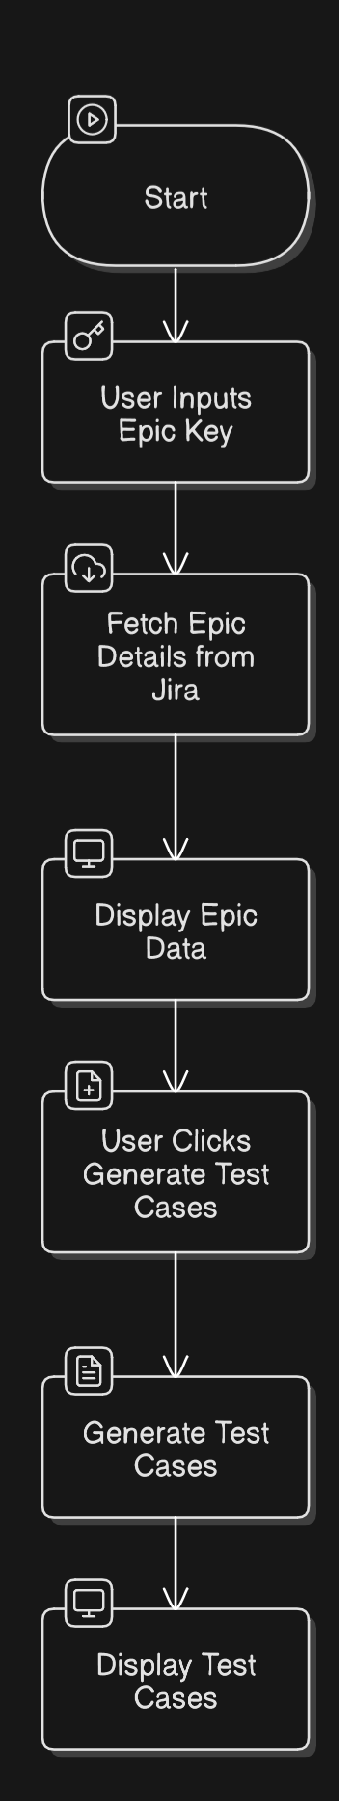 Start
User Inputs
Epic Key
Fetch Epic
Details from
Jira
Display Epic
Data
User Clicks
Generate Test
Cases
Generate Test
Cases
Display Test
Cases